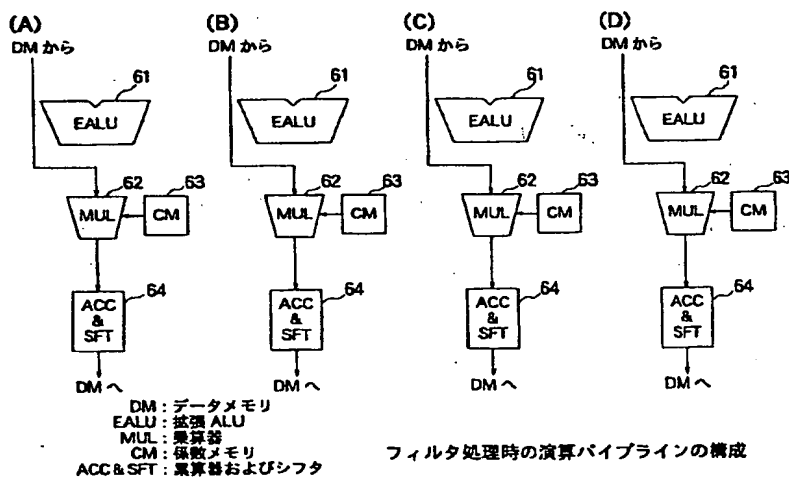 (A) (B) (C) (D)
DM から DM から DM から DM から
61 61 61 61
EALU EALU EALU EALU
62 63 62 63 62 63 62 63
MUL CM MUL CM MUL CM MUL CM
64 64 64 64
ACC ACC ACC ACC
& & & &
SFT SFT SFT SFT
DM へ DM へ DM へ DM へ
DM : データメモリ
EALU : 拡張 ALU
MUL : 乗算器
CM : 係数メモリ
ACC & SFT : 累算器およびシフタ
フィルタ処理時の演算パイプラインの構成